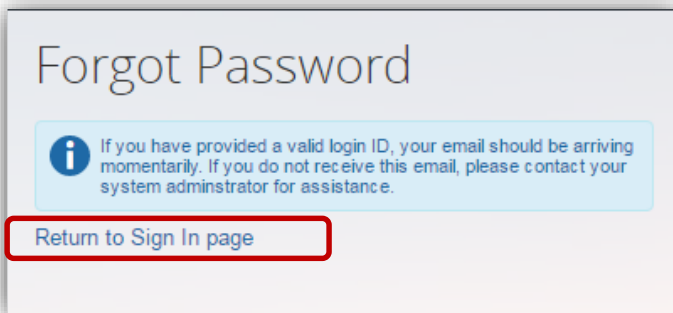 Forgot Password
If you have provided a valid login ID, your email should be arriving
momentarily. If you do not receive this email, please contact your
system adminstrator for assistance.
Return to Sign In page